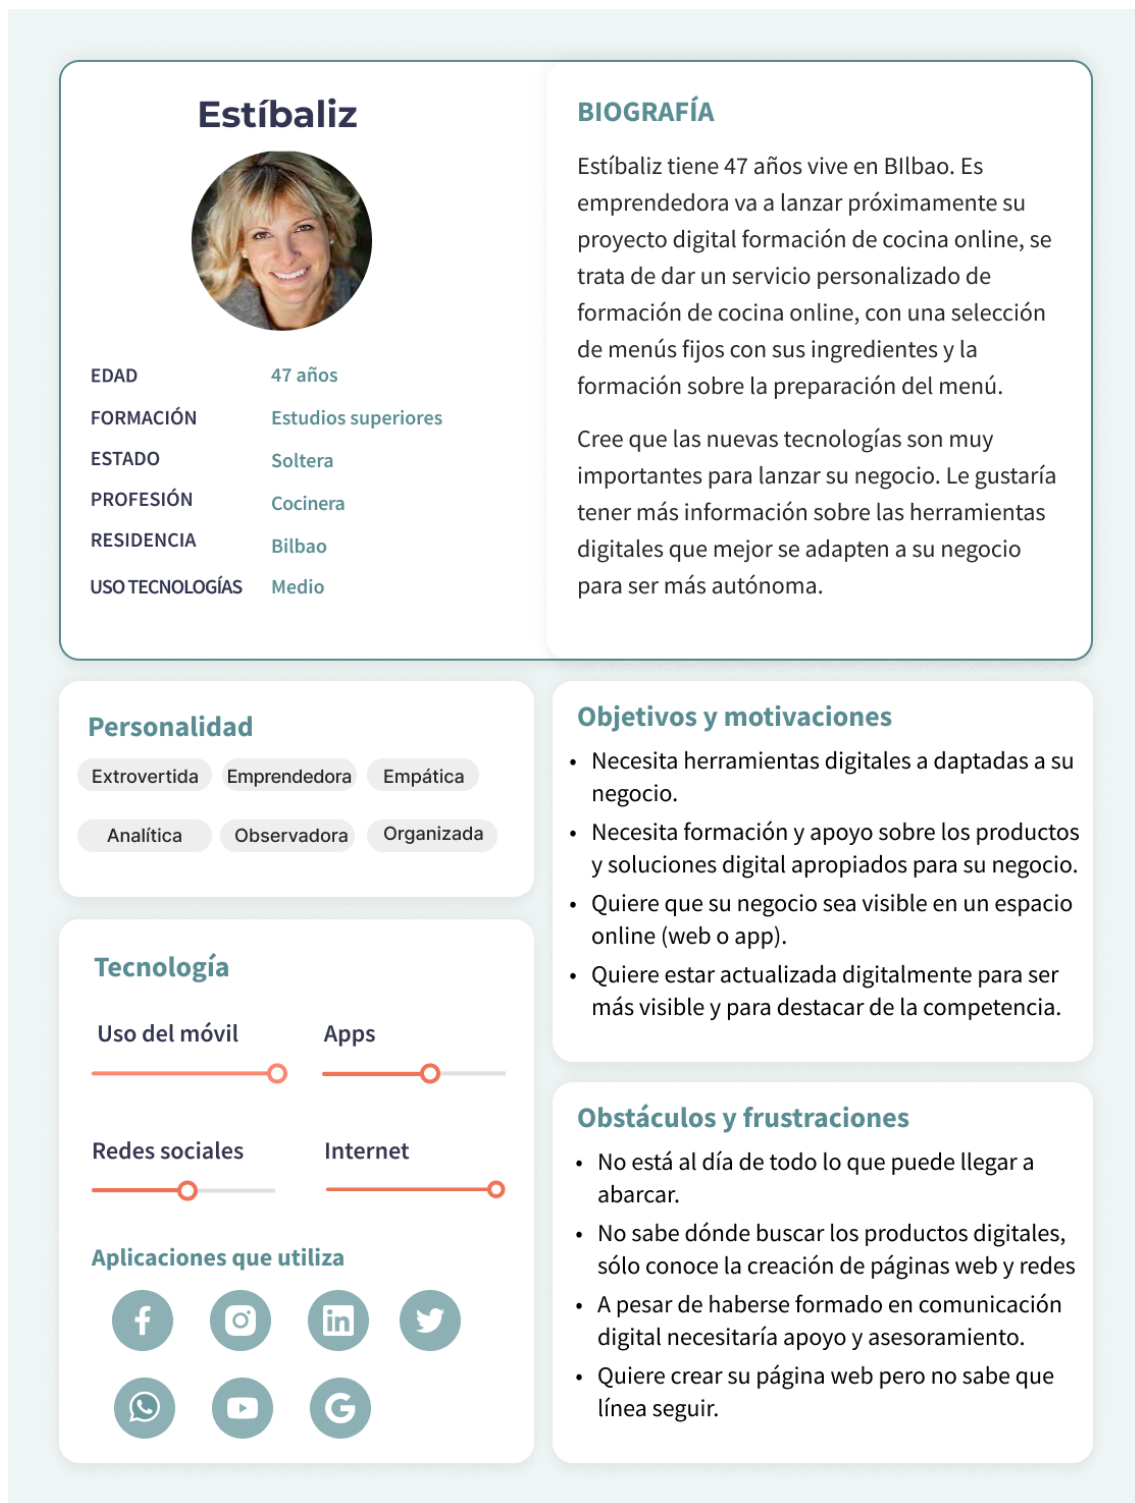 Estíbaliz
EDAD 47 años
FORMACIÓN Estudios superiores
ESTADO Soltera
PROFESIÓN Cocinera
RESIDENCIA Bilbao
USO TECNOLOGÍAS Medio
BIOGRAFÍA
Estíbaliz tiene 47 años vive en BIlbao. Es
emprendedora va a lanzar próximamente su
proyecto digital formación de cocina online, se
trata de dar un servicio personalizado de
formación de cocina online, con una selección
de menús fijos con sus ingredientes y la
formación sobre la preparación del menú.
Cree que las nuevas tecnologías son muy
importantes para lanzar su negocio. Le gustaría
tener más información sobre las herramientas
digitales que mejor se adapten a su negocio
para ser más autónoma.
Personalidad
Extrovertida Emprendedora Empática
Analítica Observadora Organizada
Tecnología
Uso del móvil Apps
Redes sociales Internet
Aplicaciones que utiliza
Objetivos y motivaciones
• Necesita herramientas digitales a daptadas a su
negocio.
• Necesita formación y apoyo sobre los productos
y soluciones digital apropiados para su negocio.
• Quiere que su negocio sea visible en un espacio
online (web o app).
• Quiere estar actualizada digitalmente para ser
más visible y para destacar de la competencia.
Obstáculos y frustraciones
• No está al día de todo lo que puede llegar a
abarcar.
• No sabe dónde buscar los productos digitales,
sólo conoce la creación de páginas web y redes
• A pesar de haberse formado en comunicación
digital necesitaría apoyo y asesoramiento.
• Quiere crear su página web pero no sabe que
línea seguir.